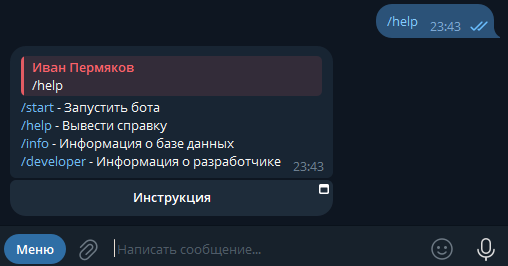 /help
23:43
Иван Пермяков
/help
/start - Запустить бота
/help - Вывести справку
/info - Информация о базе данных
/developer - Информация о разработчике 23:43
Инструкция
Меню
Написать сообщение...